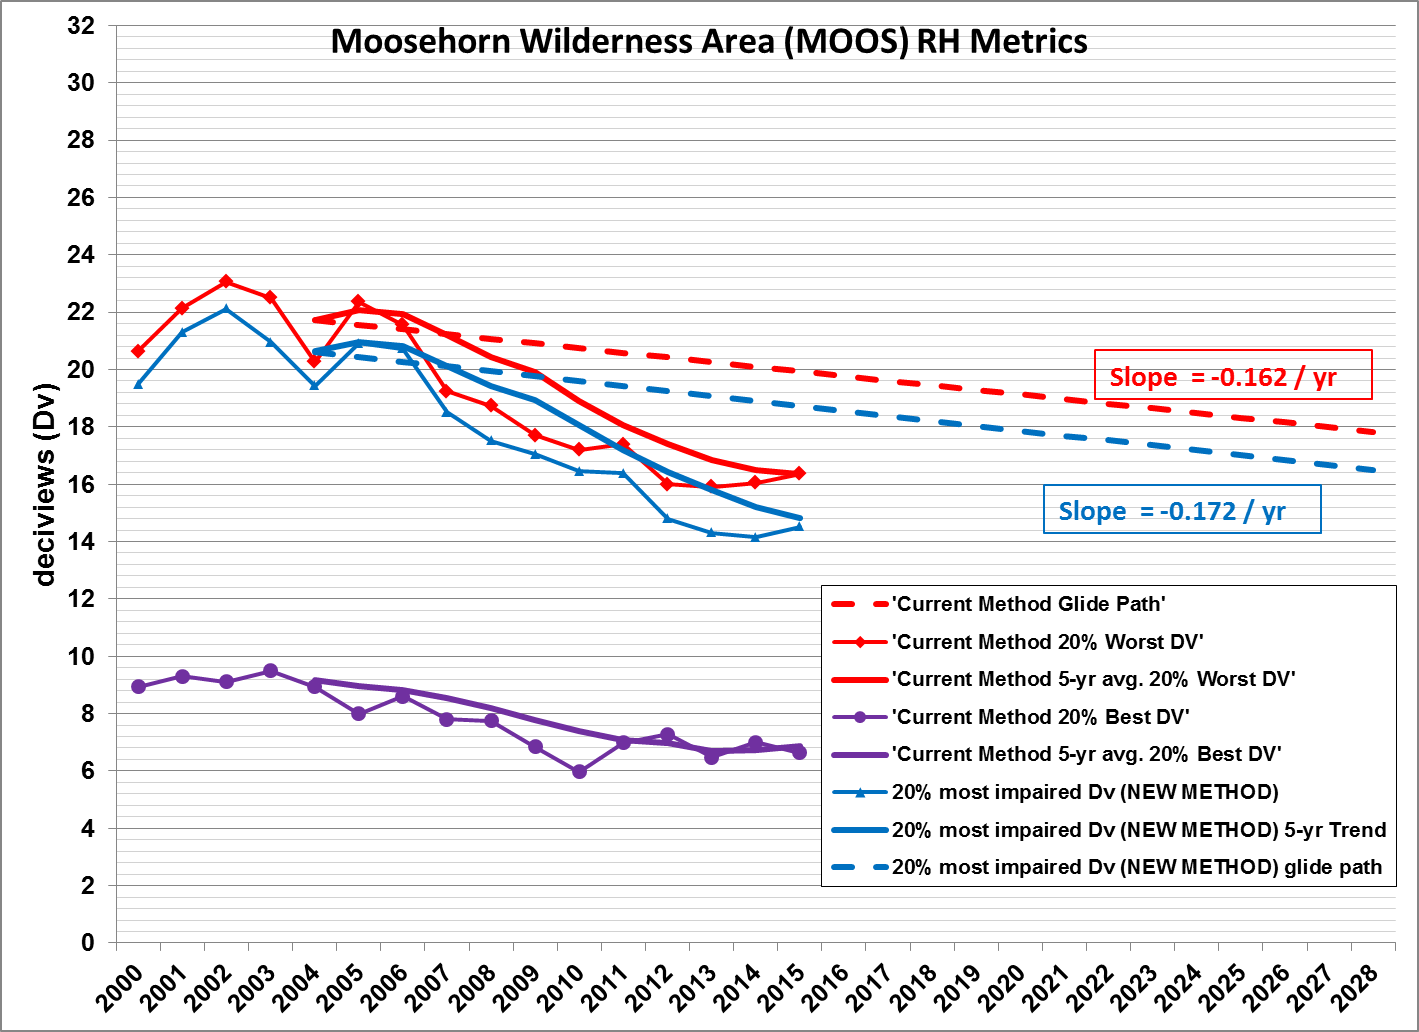 Moosehorn Wilderness Area (MOOS) RH Metrics
deciviews (Dv)
32
30
28
26
24
22
20
18
16
14
12
10
8
6
4
2
0
Slope  = -0.162 / yr
Slope  = -0.172 / yr
'Current Method Glide Path'
'Current Method 20% Worst DV'
'Current Method 5-yr avg. 20% Worst DV'
'Current Method 20% Best DV'
'Current Method 5-yr avg. 20% Best DV'
20% most impaired Dv (NEW METHOD)
20% most impaired Dv (NEW METHOD) 5-yr Trend
20% most impaired Dv (NEW METHOD) glide path
2000 2001 2002 2003 2004 2005 2006 2007 2008 2009 2010 2011 2012 2013 2014 2015 2016 2017 2018 2019 2020 2021 2022 2023 2024 2025 2026 2027 2028